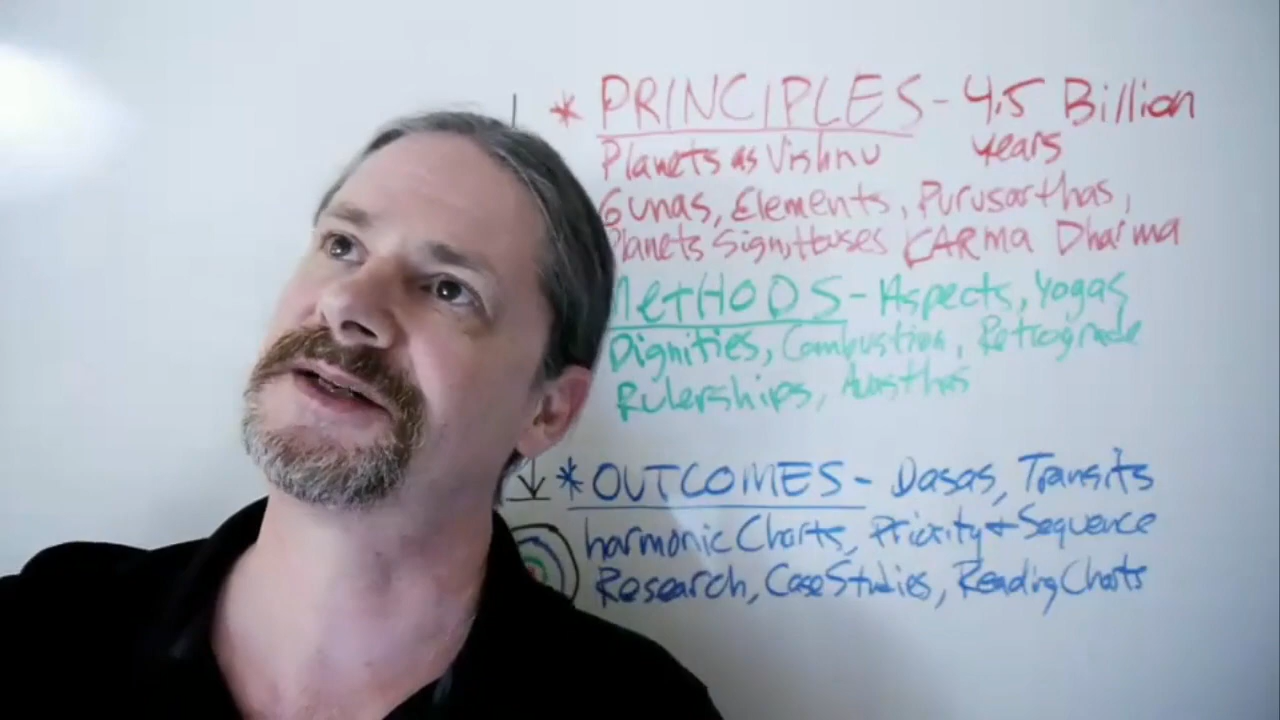 * PRINCIPLES - 4.5 Billion
Planets as Vishnu years
Gunas, Elements, Purusarthas,
Planets Signs, Houses KARMA Dharma
METHODS - Aspects, Yogas
Dignities, Combustion, Retrograde
Rulerships, Avasthas
* OUTCOMES - Dasas, Transits
harmonic Charts, Priority + Sequence
Research, Case Studies, Reading Charts